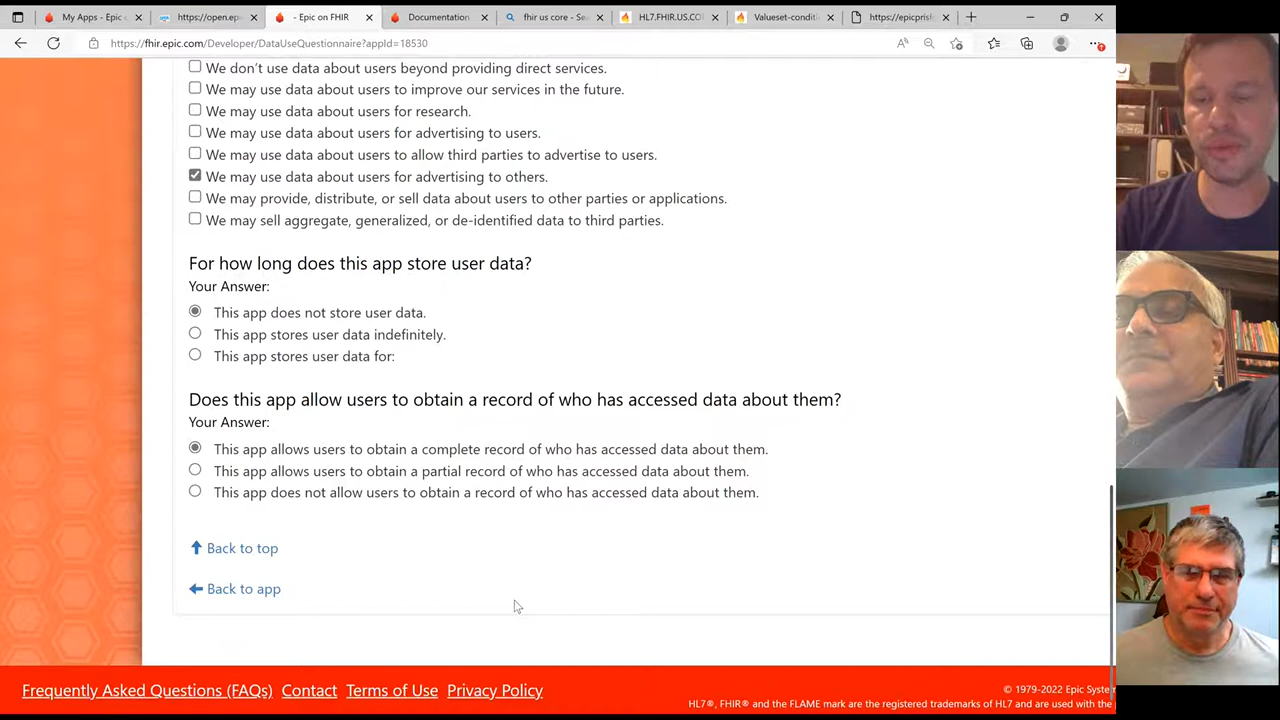 My Apps - Epic
https://open.epi
- Epic on FHIR
Documentation
fhir us core - Sea
HL7.FHIR.US.CO
Valueset-conditi
https://epicprisf
https://fhir.epic.com/Developer/DataUseQuestionnaire?appId=18530
We don't use data about users beyond providing direct services.
We may use data about users to improve our services in the future.
We may use data about users for research.
We may use data about users for advertising to users.
We may use data about users to allow third parties to advertise to users.
We may use data about users for advertising to others.
We may provide, distribute, or sell data about users to other parties or applications.
We may sell aggregate, generalized, or de-identified data to third parties.
For how long does this app store user data?
Your Answer:
This app does not store user data.
This app stores user data indefinitely.
This app stores user data for:
Does this app allow users to obtain a record of who has accessed data about them?
Your Answer:
This app allows users to obtain a complete record of who has accessed data about them.
This app allows users to obtain a partial record of who has accessed data about them.
This app does not allow users to obtain a record of who has accessed data about them.
Back to top
Back to app
Frequently Asked Questions (FAQs) Contact Terms of Use Privacy Policy
© 1979-2022 Epic Syste
HL7®, FHIR® and the FLAME mark are the registered trademarks of HL7 and are used with the